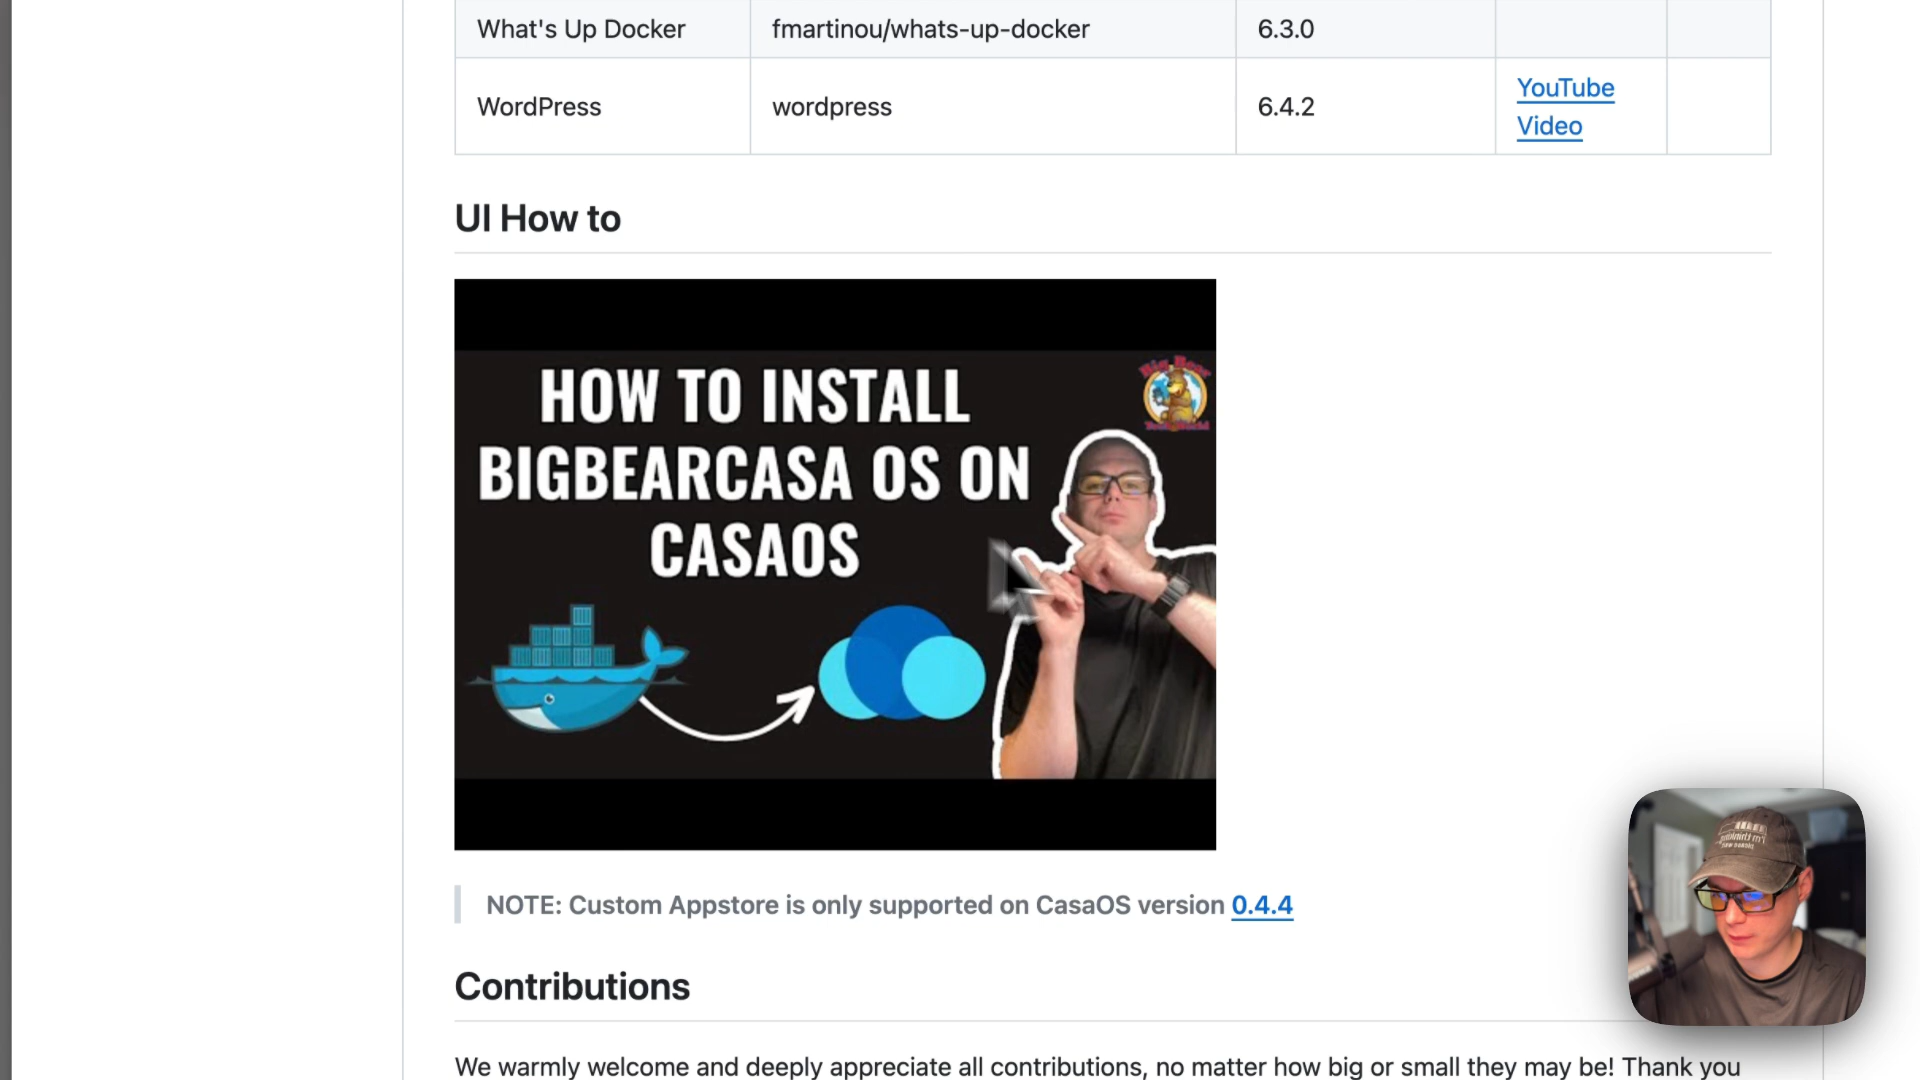 What's Up Docker fmartinou/whats-up-docker 6.3.0
WordPress wordpress 6.4.2 YouTube
Video
UI How to
HOW TO INSTALL
BIGBEARCASA OS ON
CASAOS
Big Bear
NOTE: Custom Appstore is only supported on CasaOS version 0.4.4
Contributions
We warmly welcome and deeply appreciate all contributions, no matter how big or small they may be! Thank you